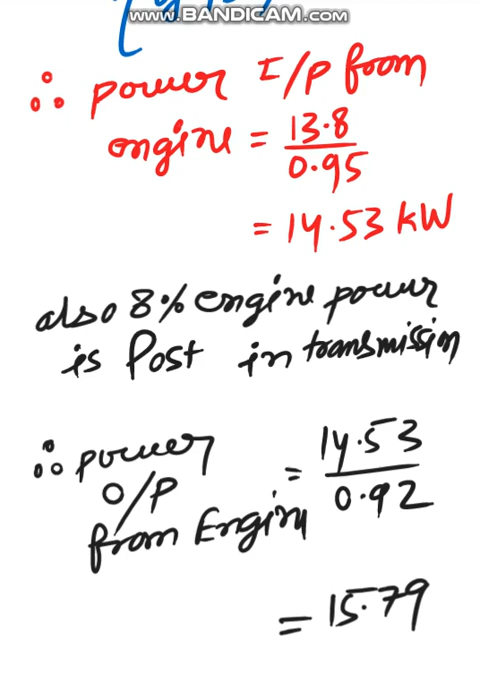 www.BANDICAM.com
∴ power I/P from
engine = 13.8 / 0.95
= 14.53 kW
also 8% engine power
is Post in transmission
∴ power O/P from Engin = 14.53 / 0.92
= 15.79